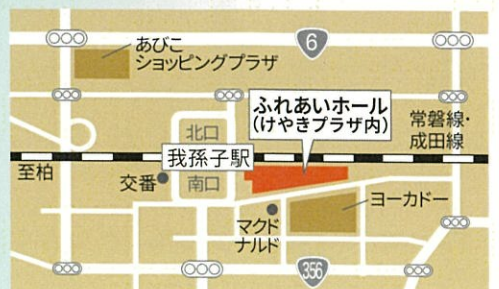 6
あびこ
ショッピングプラザ
ふれあいホール
(けやきプラザ内)
常磐線・
成田線
北口
我孫子駅
至柏
交番
南口
ヨーカドー
マクド
ナルド
356